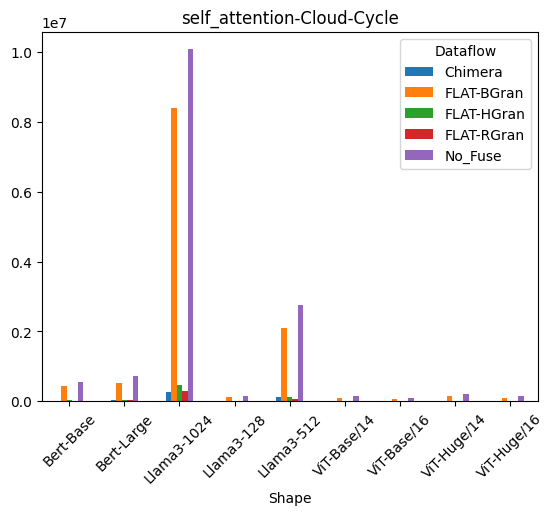 self_attention-Cloud-Cycle
1e7
Dataflow
Chimera
FLAT-BGran
FLAT-HGran
FLAT-RGran
No_Fuse
1.0
0.8
0.6
0.4
0.2
0.0
Bert-Base
Bert-Large
Llama3-1024
Llama3-128
Llama3-512
ViT-Base/14
ViT-Base/16
ViT-Huge/14
ViT-Huge/16
Shape